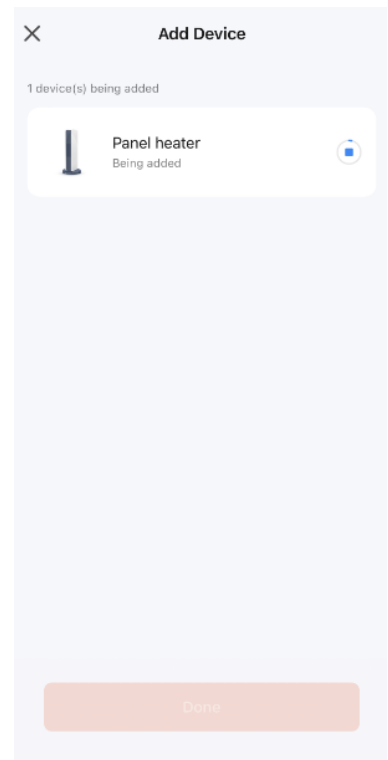 Add Device
1 device(s) being added
Panel heater
Being added
Done